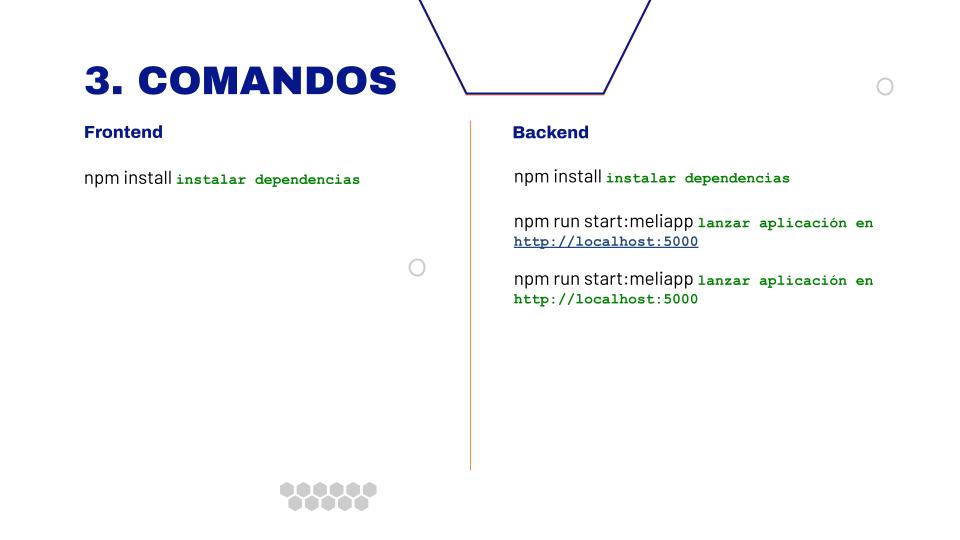 3. COMANDOS
Frontend
npm install instalar dependencias
Backend
npm install instalar dependencias
npm run start:meliapp lanzar aplicación en
http://localhost:5000
npm run start:meliapp lanzar aplicación en
http://localhost:5000